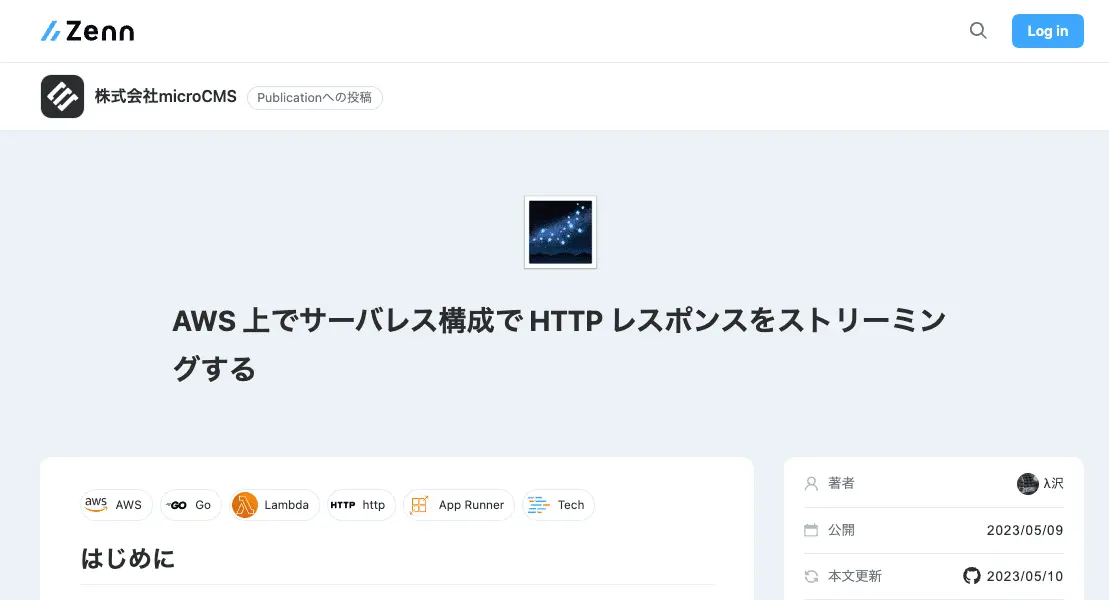 Zenn
Log in
株式会社microCMS
Publicationへの投稿
AWS 上でサーバレス構成で HTTP レスポンスをストリーミン
グする
aws AWS
GO Go
Lambda
HTTP http
App Runner
Tech
はじめに
著者
λ沢
公開
2023/05/09
本文更新
2023/05/10